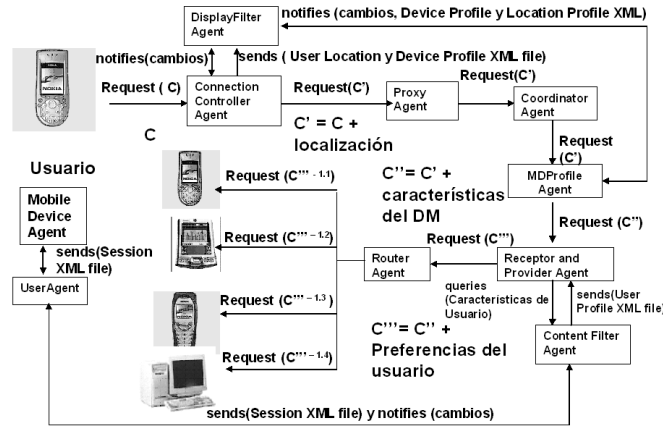 DisplayFilter
Agent
notifies (cambios, Device Profile y Location Profile XML)
notifies(cambios)
sends ( User Location y Device Profile XML file)
Request ( C)
Connection
Controller
Agent
Request(C’)
Proxy
Agent
Request(C’)
Coordinator
Agent
NOKIA
C
C’ = C +
localización
Request
(C’)
Usuario
C’’= C’ +
características
del DM
MDProfile
Agent
Mobile
Device
Agent
Request (C’’’ - 1.1)
Request (C’’)
sends(Session
XML file)
Request (C’’’ – 1.2)
Router
Agent
Request (C’’’)
Receptor and
Provider Agent
UserAgent
queries
(Características de
Usuario)
sends(User
Profile XML file)
Request (C’’’ – 1.3 )
C’’’= C’’ +
Preferencias del
usuario
Content Filter
Agent
Request (C’’’ – 1.4)
sends(Session XML file) y notifies (cambios)